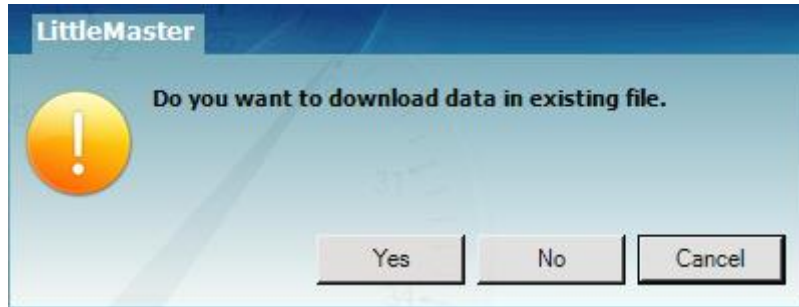 LittleMaster
Do you want to download data in existing file.
Yes No Cancel